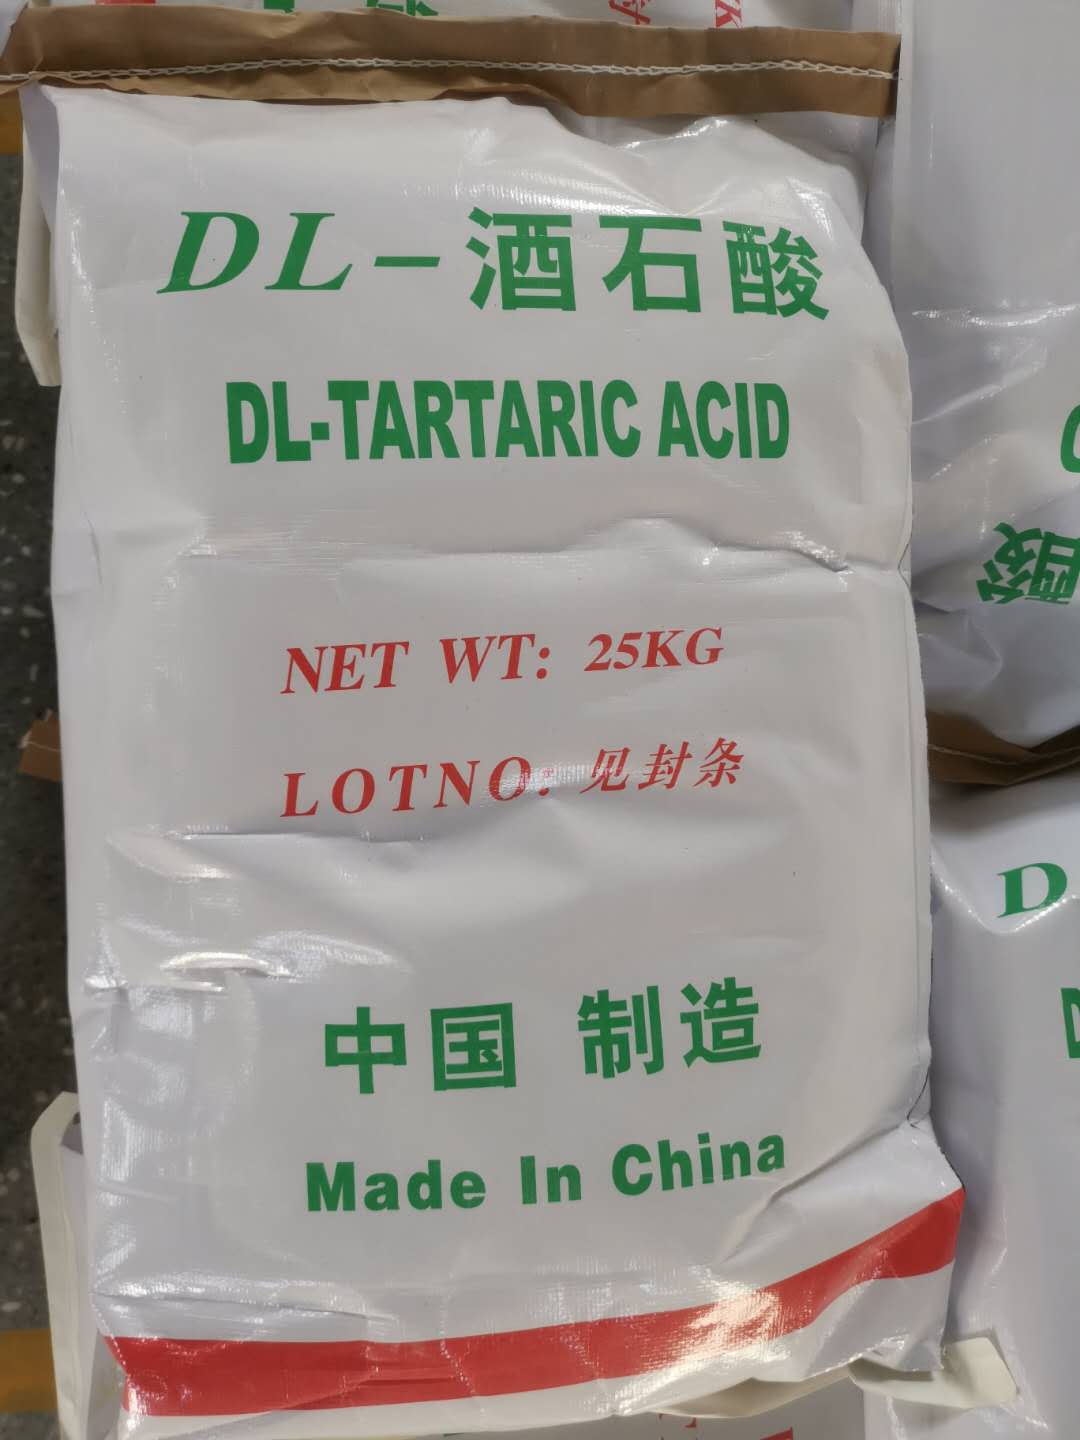 DL-酒石酸
DL-TARTARIC ACID
NET WT: 25KG
LOTNO: 见封条
中国 制造
Made In China
D
酸
D
D